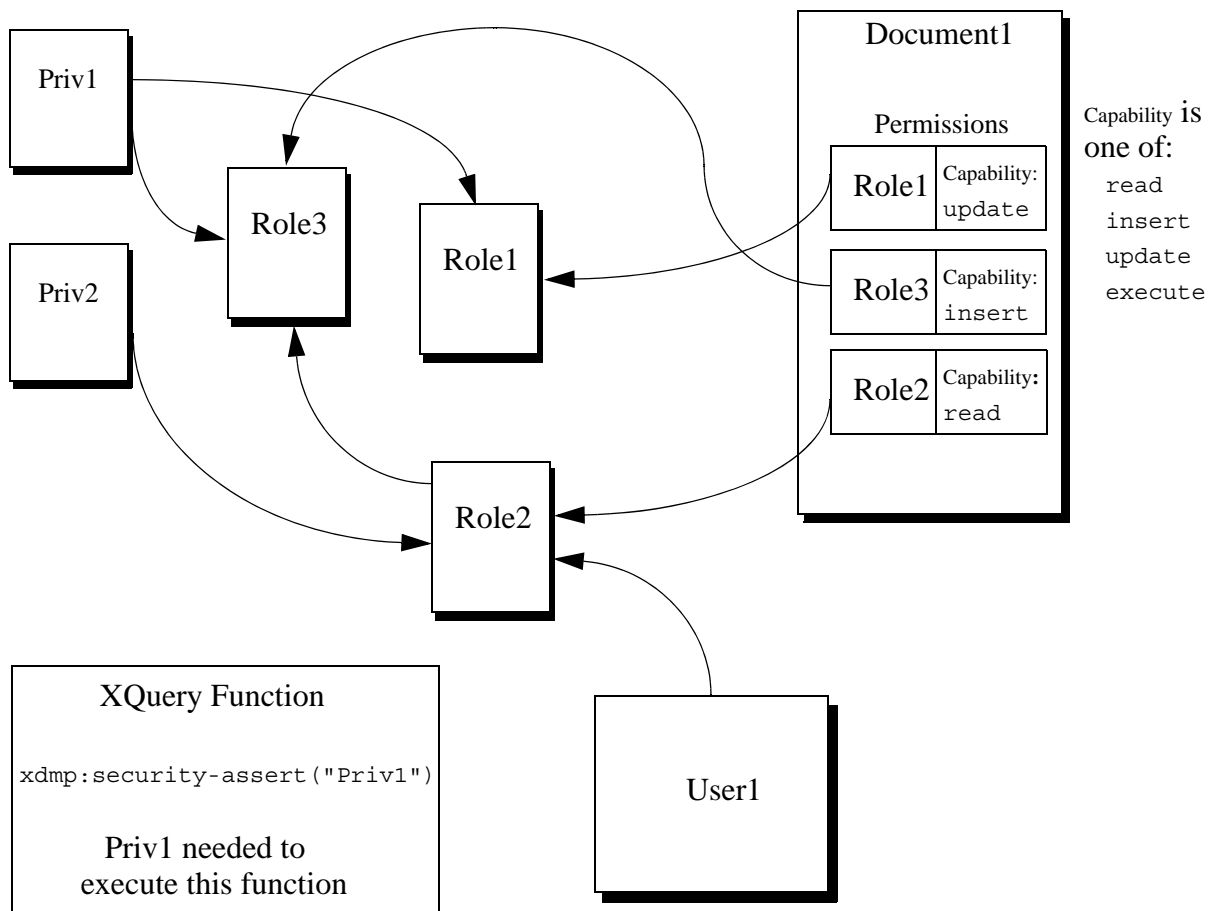 Document1
Priv1
Permissions
Capability is
one of:
read
insert
update
execute
Role1
Capability:
update
Role3
Role1
Role3
Capability:
insert
Priv2
Role2
Capability:
read
Role2
XQuery Function
xdmp:security-assert("Priv1")
Priv1 needed to
execute this function
User1